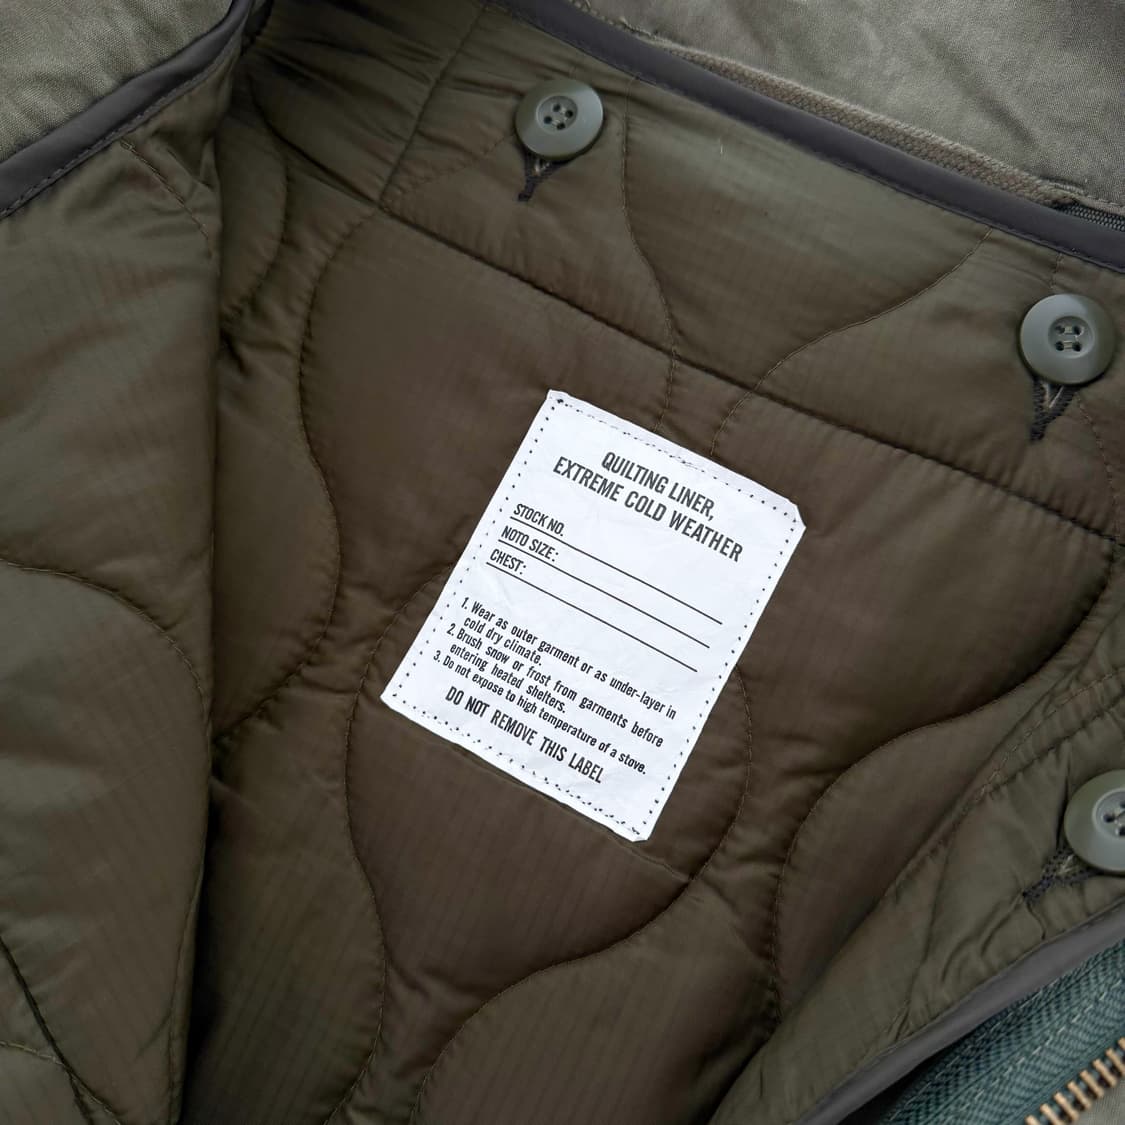 QUILTING LINER,
EXTREME COLD WEATHER
STOCK NO.
NOTO SIZE:
CHEST:
1. Wear as outer garment or as under-layer in
cold dry climate.
2. Brush snow or frost from garments before
entering heated shelters.
3. Do not expose to high temperature of a stove.
DO NOT REMOVE THIS LABEL